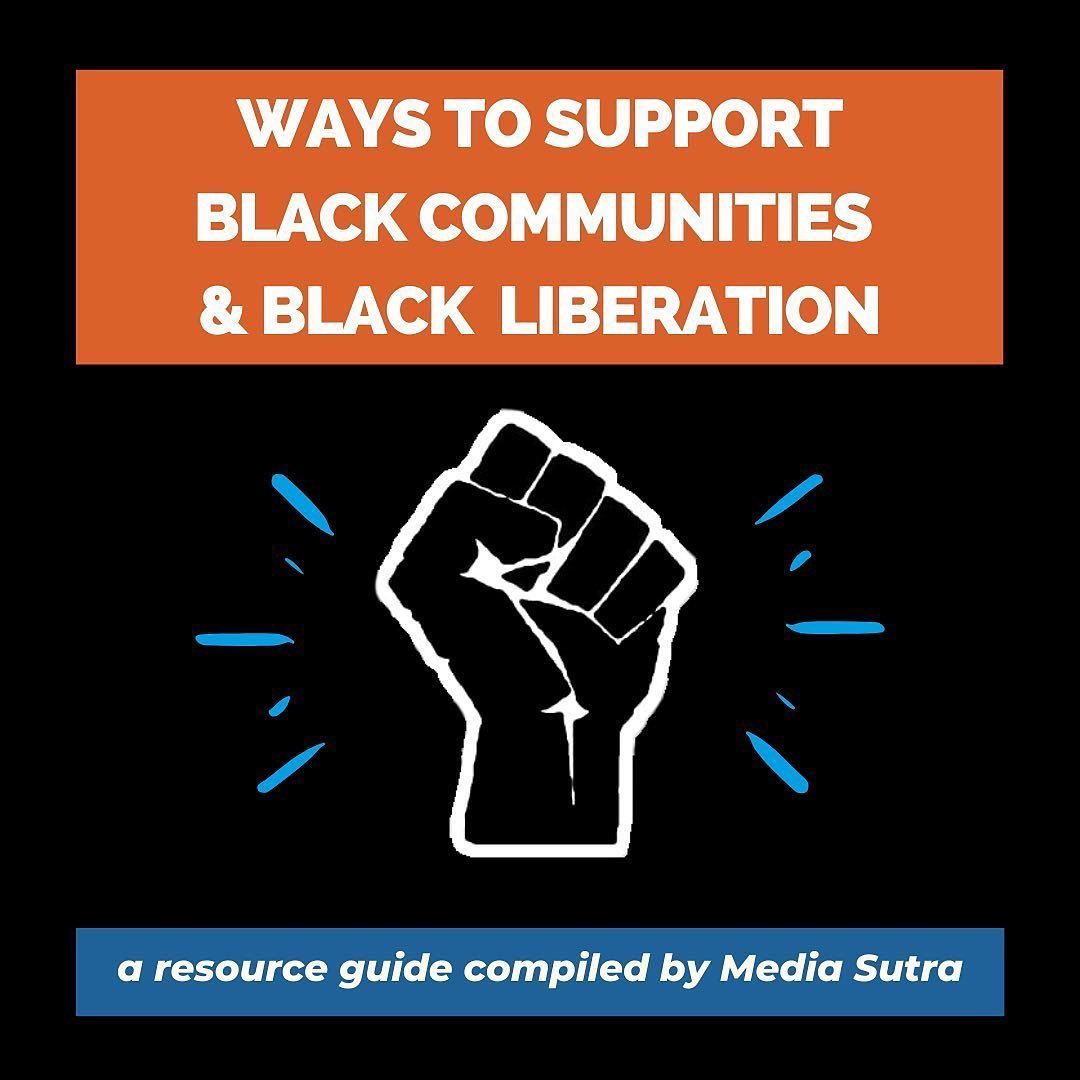 WAYS TO SUPPORT
BLACK COMMUNITIES
& BLACK LIBERATION
a resource guide compiled by Media Sutra